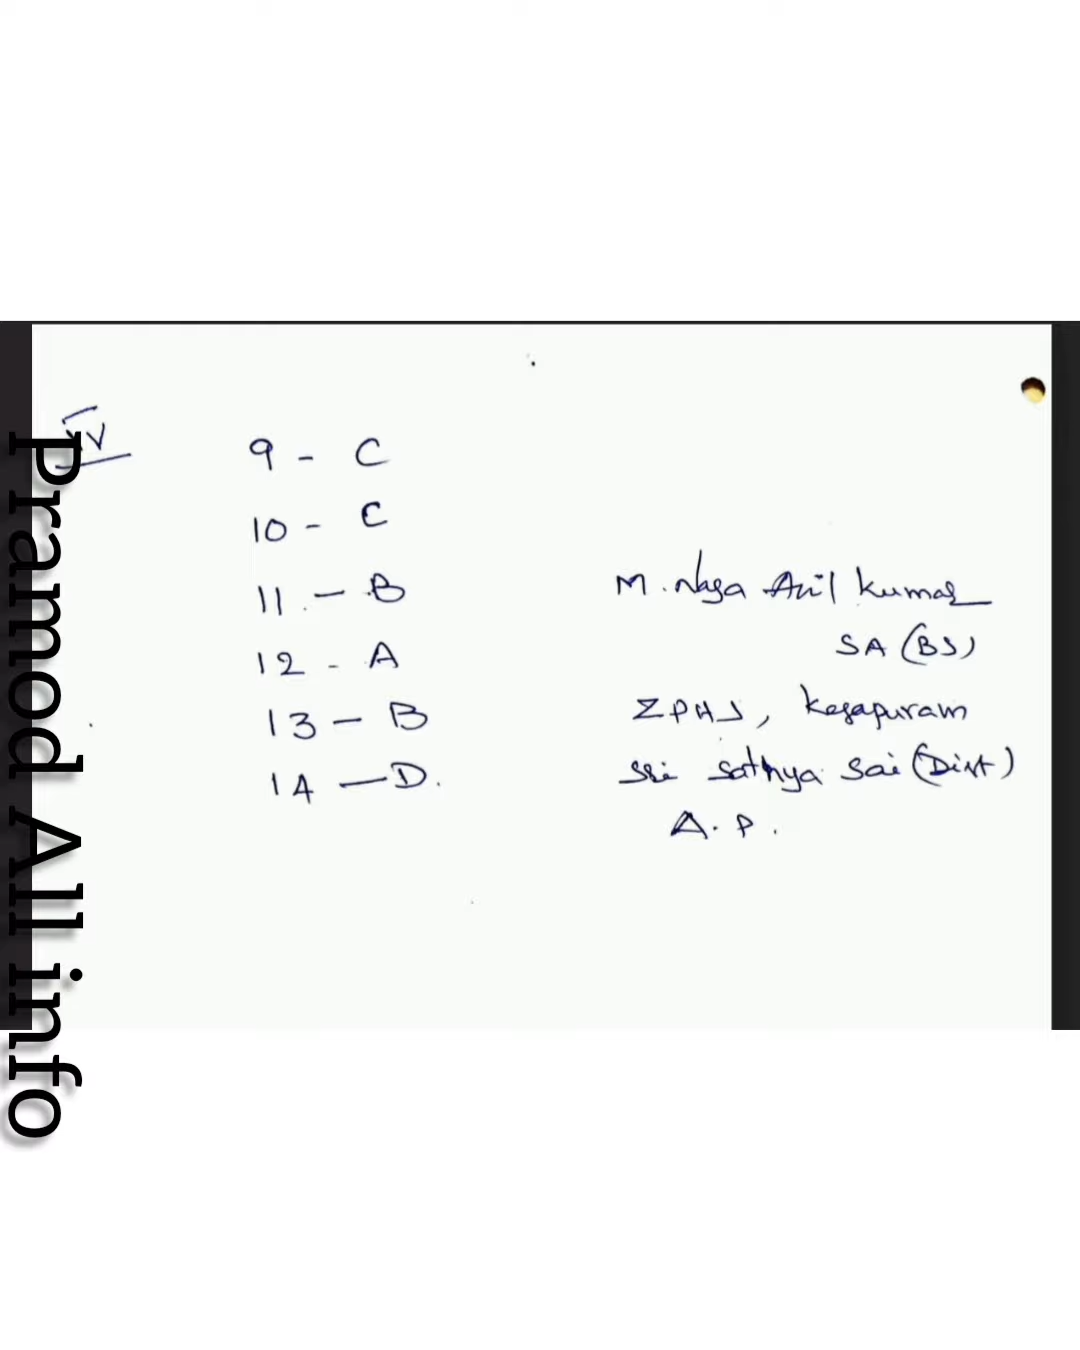 IV
9 - C
10 - C
11 - B
12 - A
13 - B
14 - D.
M. Naga Anil Kumar
SA (BS)
ZPHS, Kegapuram
Sri Sathya Sai (Dist)
A.P.
Pramod All info